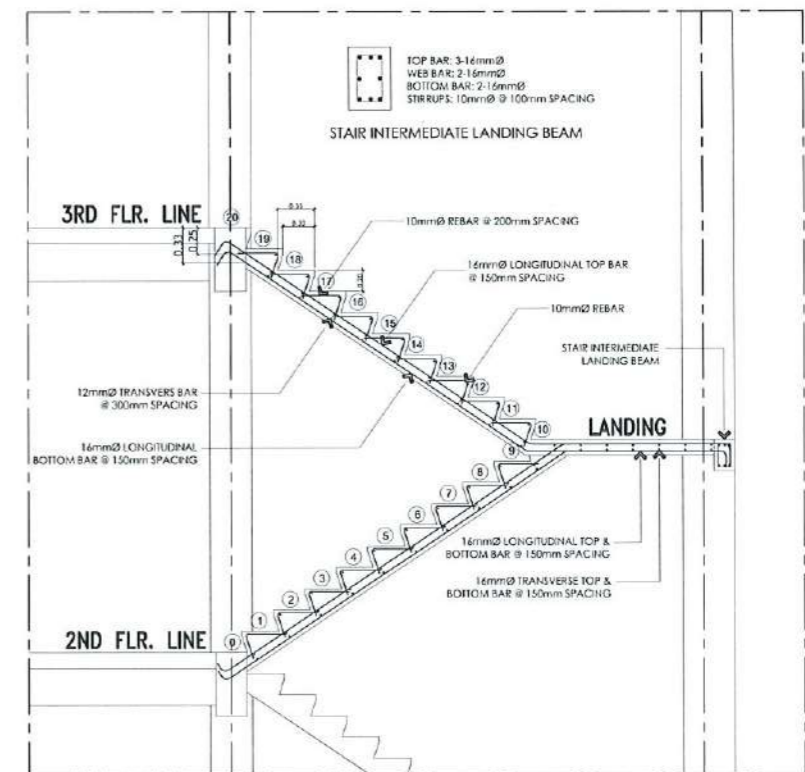 TOP BAR: 3-16mmØ
WEB BAR: 2-16mmØ
BOTTOM BAR: 2-16mmØ
STIRRUPS: 10mmØ @ 100mm SPACING
STAIR INTERMEDIATE LANDING BEAM
3RD FLR. LINE
20
0.33
0.25
19
18
17
16
15
14
13
12
11
10
9
8
7
6
5
4
3
2
1
0
10mmØ REBAR @ 200mm SPACING
16mmØ LONGITUDINAL TOP BAR
@ 150mm SPACING
10mmØ REBAR
STAIR INTERMEDIATE
LANDING BEAM
12mmØ TRANSVERS BAR
@ 300mm SPACING
16mmØ LONGITUDINAL
BOTTOM BAR @ 150mm SPACING
LANDING
16mmØ LONGITUDINAL TOP &
BOTTOM BAR @ 150mm SPACING
16mmØ TRANSVERSE TOP &
BOTTOM BAR @ 150mm SPACING
2ND FLR. LINE